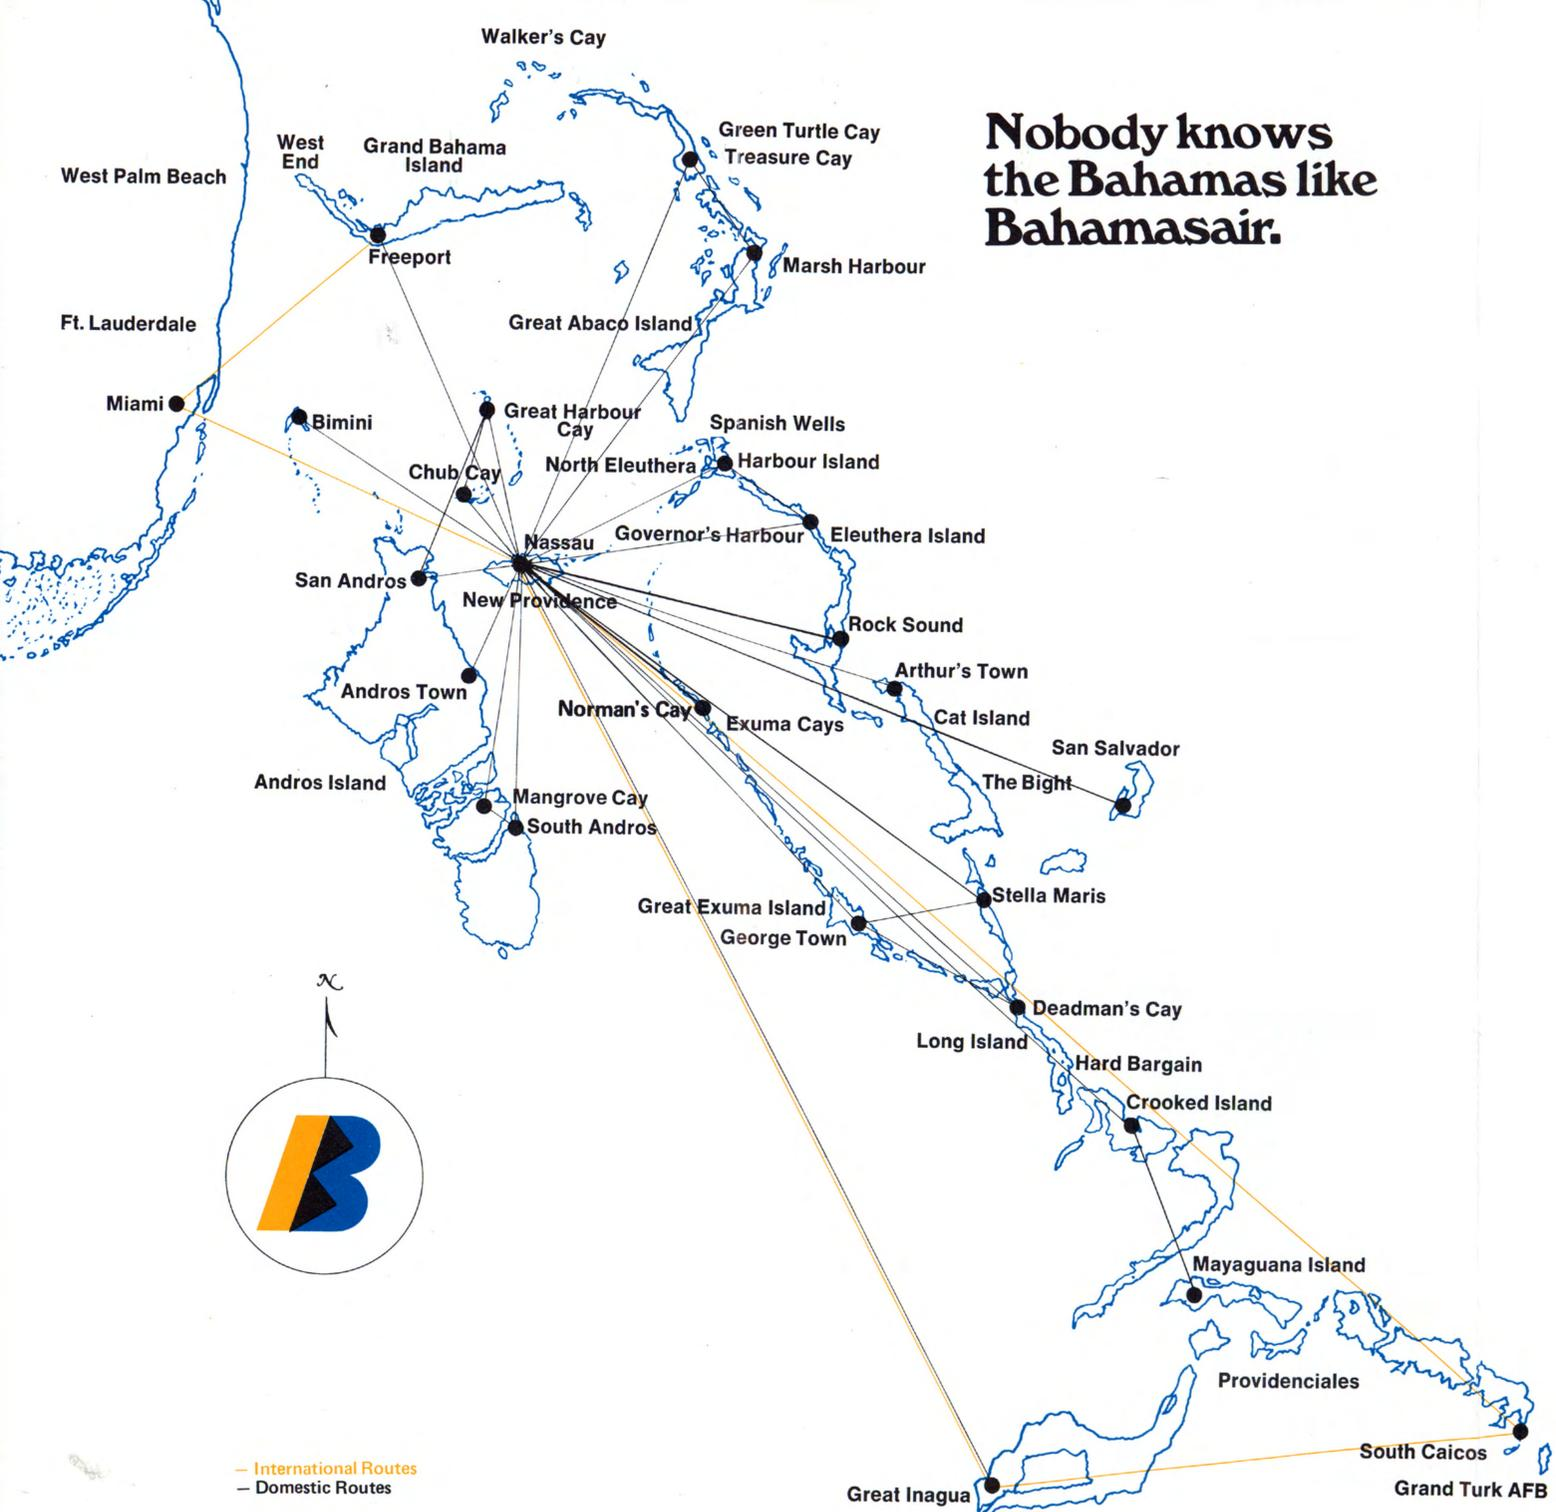 Walker's Cay
Nobody knows
the Bahamas like
Bahamasair.
Green Turtle Cay
Treasure Cay
West
End
Grand Bahama
Island
West Palm Beach
Freeport
Marsh Harbour
Ft. Lauderdale
Great Abaco Island
Miami
Bimini
Great Harbour
Cay
Spanish Wells
Chub Cay
North Eleuthera
Harbour Island
Nassau
Governor's Harbour
Eleuthera Island
San Andros
New Providence
Rock Sound
Arthur's Town
Andros Town
Norman's Cay
Exuma Cays
Cat Island
San Salvador
Andros Island
The Bight
Mangrove Cay
South Andros
Great Exuma Island
Stella Maris
George Town
N
Deadman's Cay
Long Island
Hard Bargain
Crooked Island
B
Mayaguana Island
Providenciales
South Caicos
International Routes
Domestic Routes
Great Inagua
Grand Turk AFB